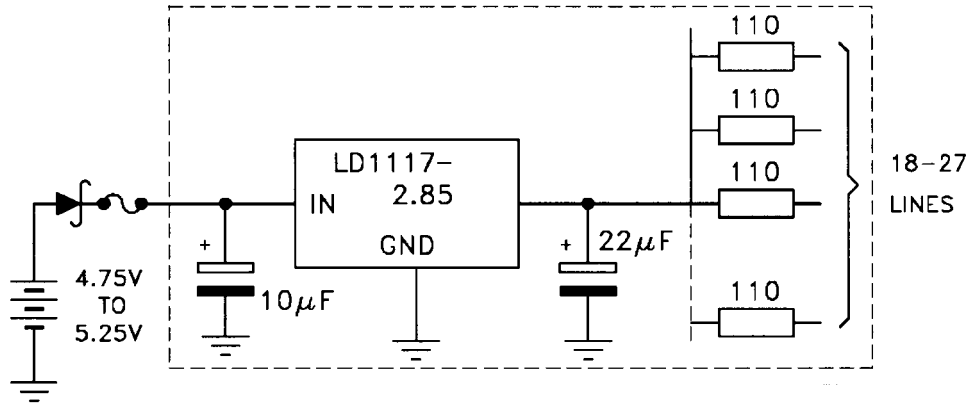 110
110
110
110
18-27
LINES
LD1117-
2.85
IN
GND
+
10μF
+
22μF
4.75V
TO
5.25V